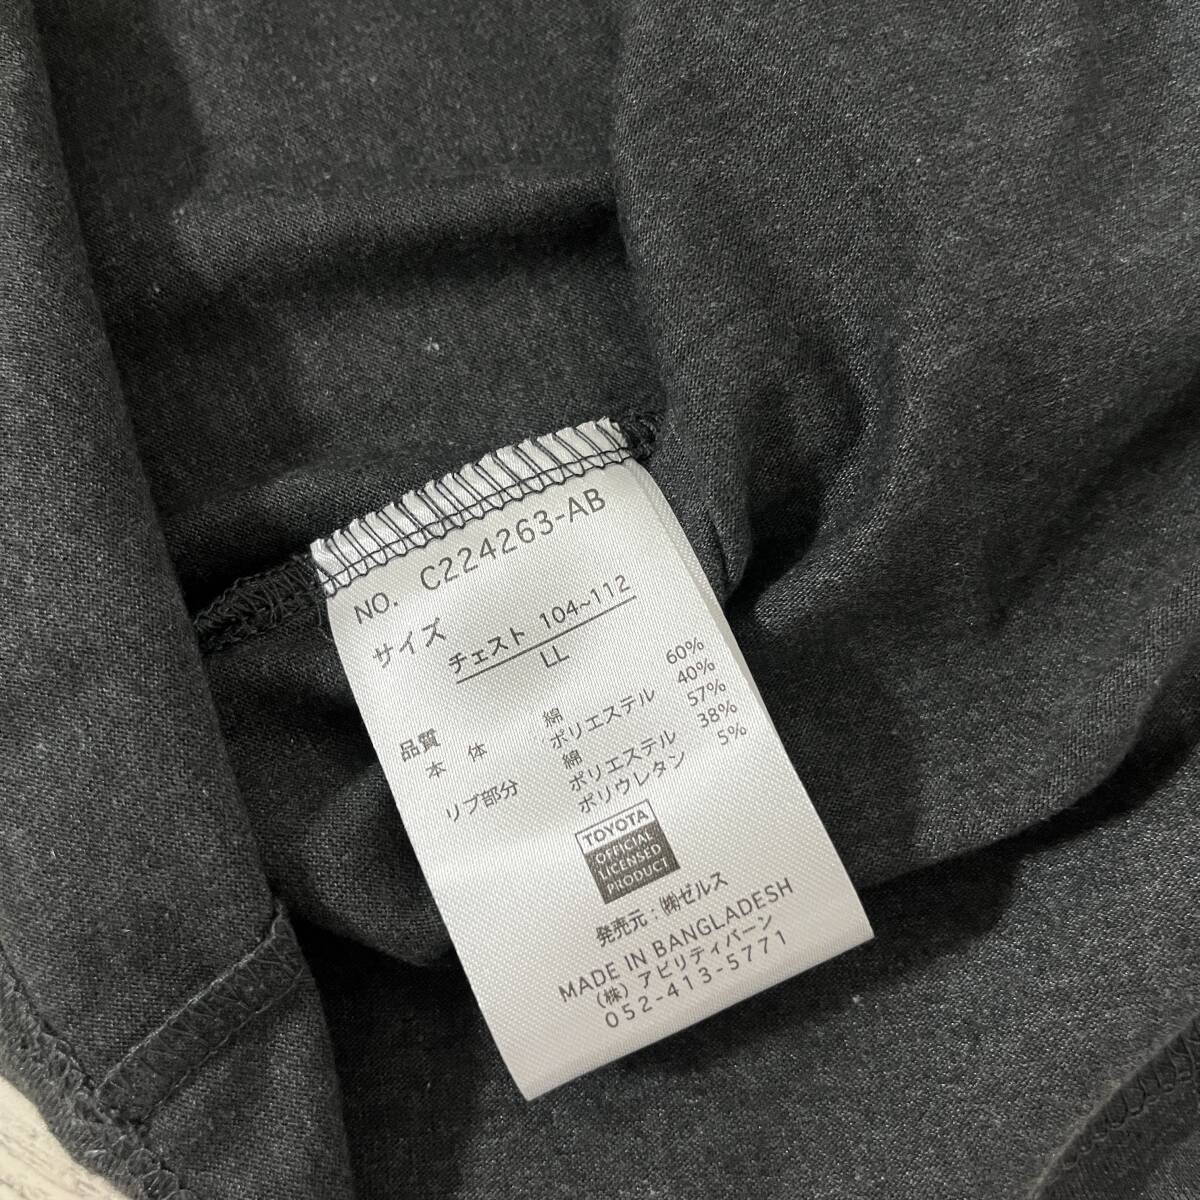 NO. C224263-AB
サイズ
チェスト 104~112
LL
品質
本 体 綿 60%
ポリエステル 40%
リブ部分 綿 57%
ポリエステル 38%
ポリウレタン 5%
TOYOTA
OFFICIAL
LICENSED
PRODUCT
発売元：㈱ゼルス
MADE IN BANGLADESH
（株）アビリティバーン
052-413-5771